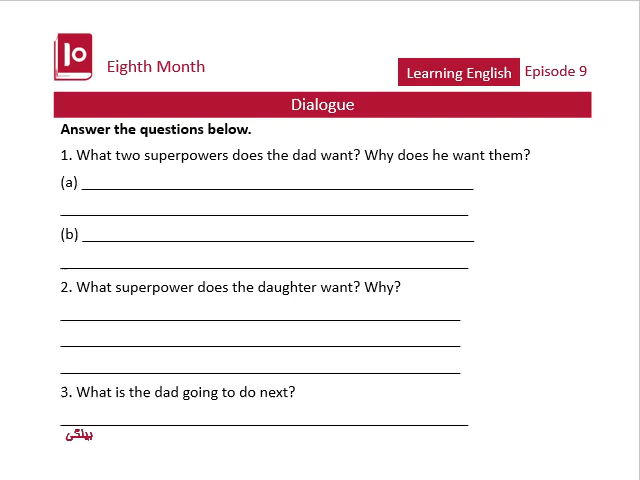 Eighth Month
Learning English Episode 9
Dialogue
Answer the questions below.
1. What two superpowers does the dad want? Why does he want them?
(a)
(b)
2. What superpower does the daughter want? Why?
3. What is the dad going to do next?